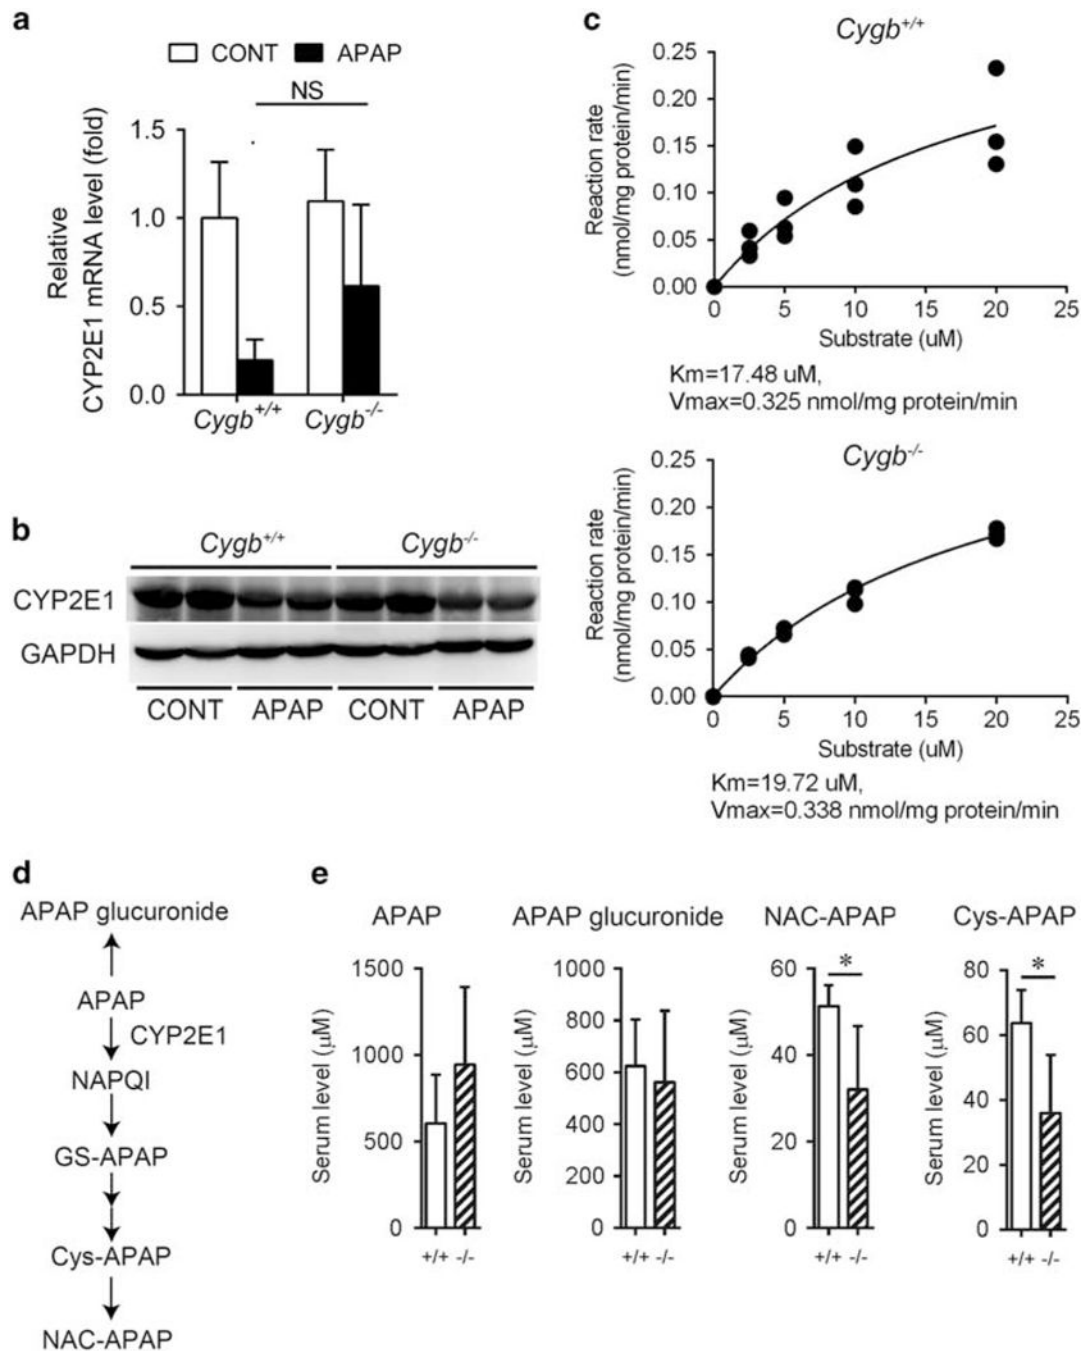 a
CONT APAP
NS
Relative
CYP2E1 mRNA level (fold)
1.5
1.0
0.5
0.0
Cygb+/+ Cygb-/-
b
Cygb+/+ Cygb-/-
CYP2E1
GAPDH
CONT APAP CONT APAP
c
Cygb+/+
Reaction rate
(nmol/mg protein/min)
0.25
0.20
0.15
0.10
0.05
0.00
0 5 10 15 20 25
Substrate (uM)
Km=17.48 uM,
Vmax=0.325 nmol/mg protein/min
Cygb-/-
Reaction rate
(nmol/mg protein/min)
0.25
0.20
0.15
0.10
0.05
0.00
0 5 10 15 20 25
Substrate (uM)
Km=19.72 uM,
Vmax=0.338 nmol/mg protein/min
d
APAP glucuronide
APAP
CYP2E1
NAPQI
GS-APAP
Cys-APAP
NAC-APAP
e
APAP
Serum level (μM)
1500
1000
500
0
+/+ -/-
APAP glucuronide
Serum level (μM)
1000
800
600
400
200
0
+/+ -/-
NAC-APAP
*
Serum level (μM)
60
40
20
0
+/+ -/-
Cys-APAP
*
Serum level (μM)
80
60
40
20
0
+/+ -/-